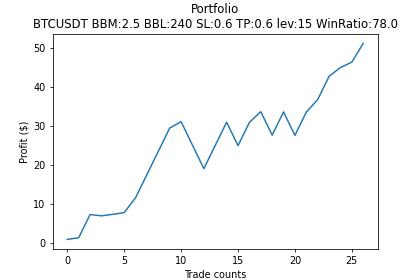 Portfolio
BTCUSDT BBM:2.5 BBL:240 SL:0.6 TP:0.6 lev:15 WinRatio:78.0
50
40
30
20
10
0
Profit ($)
0 5 10 15 20 25
Trade counts